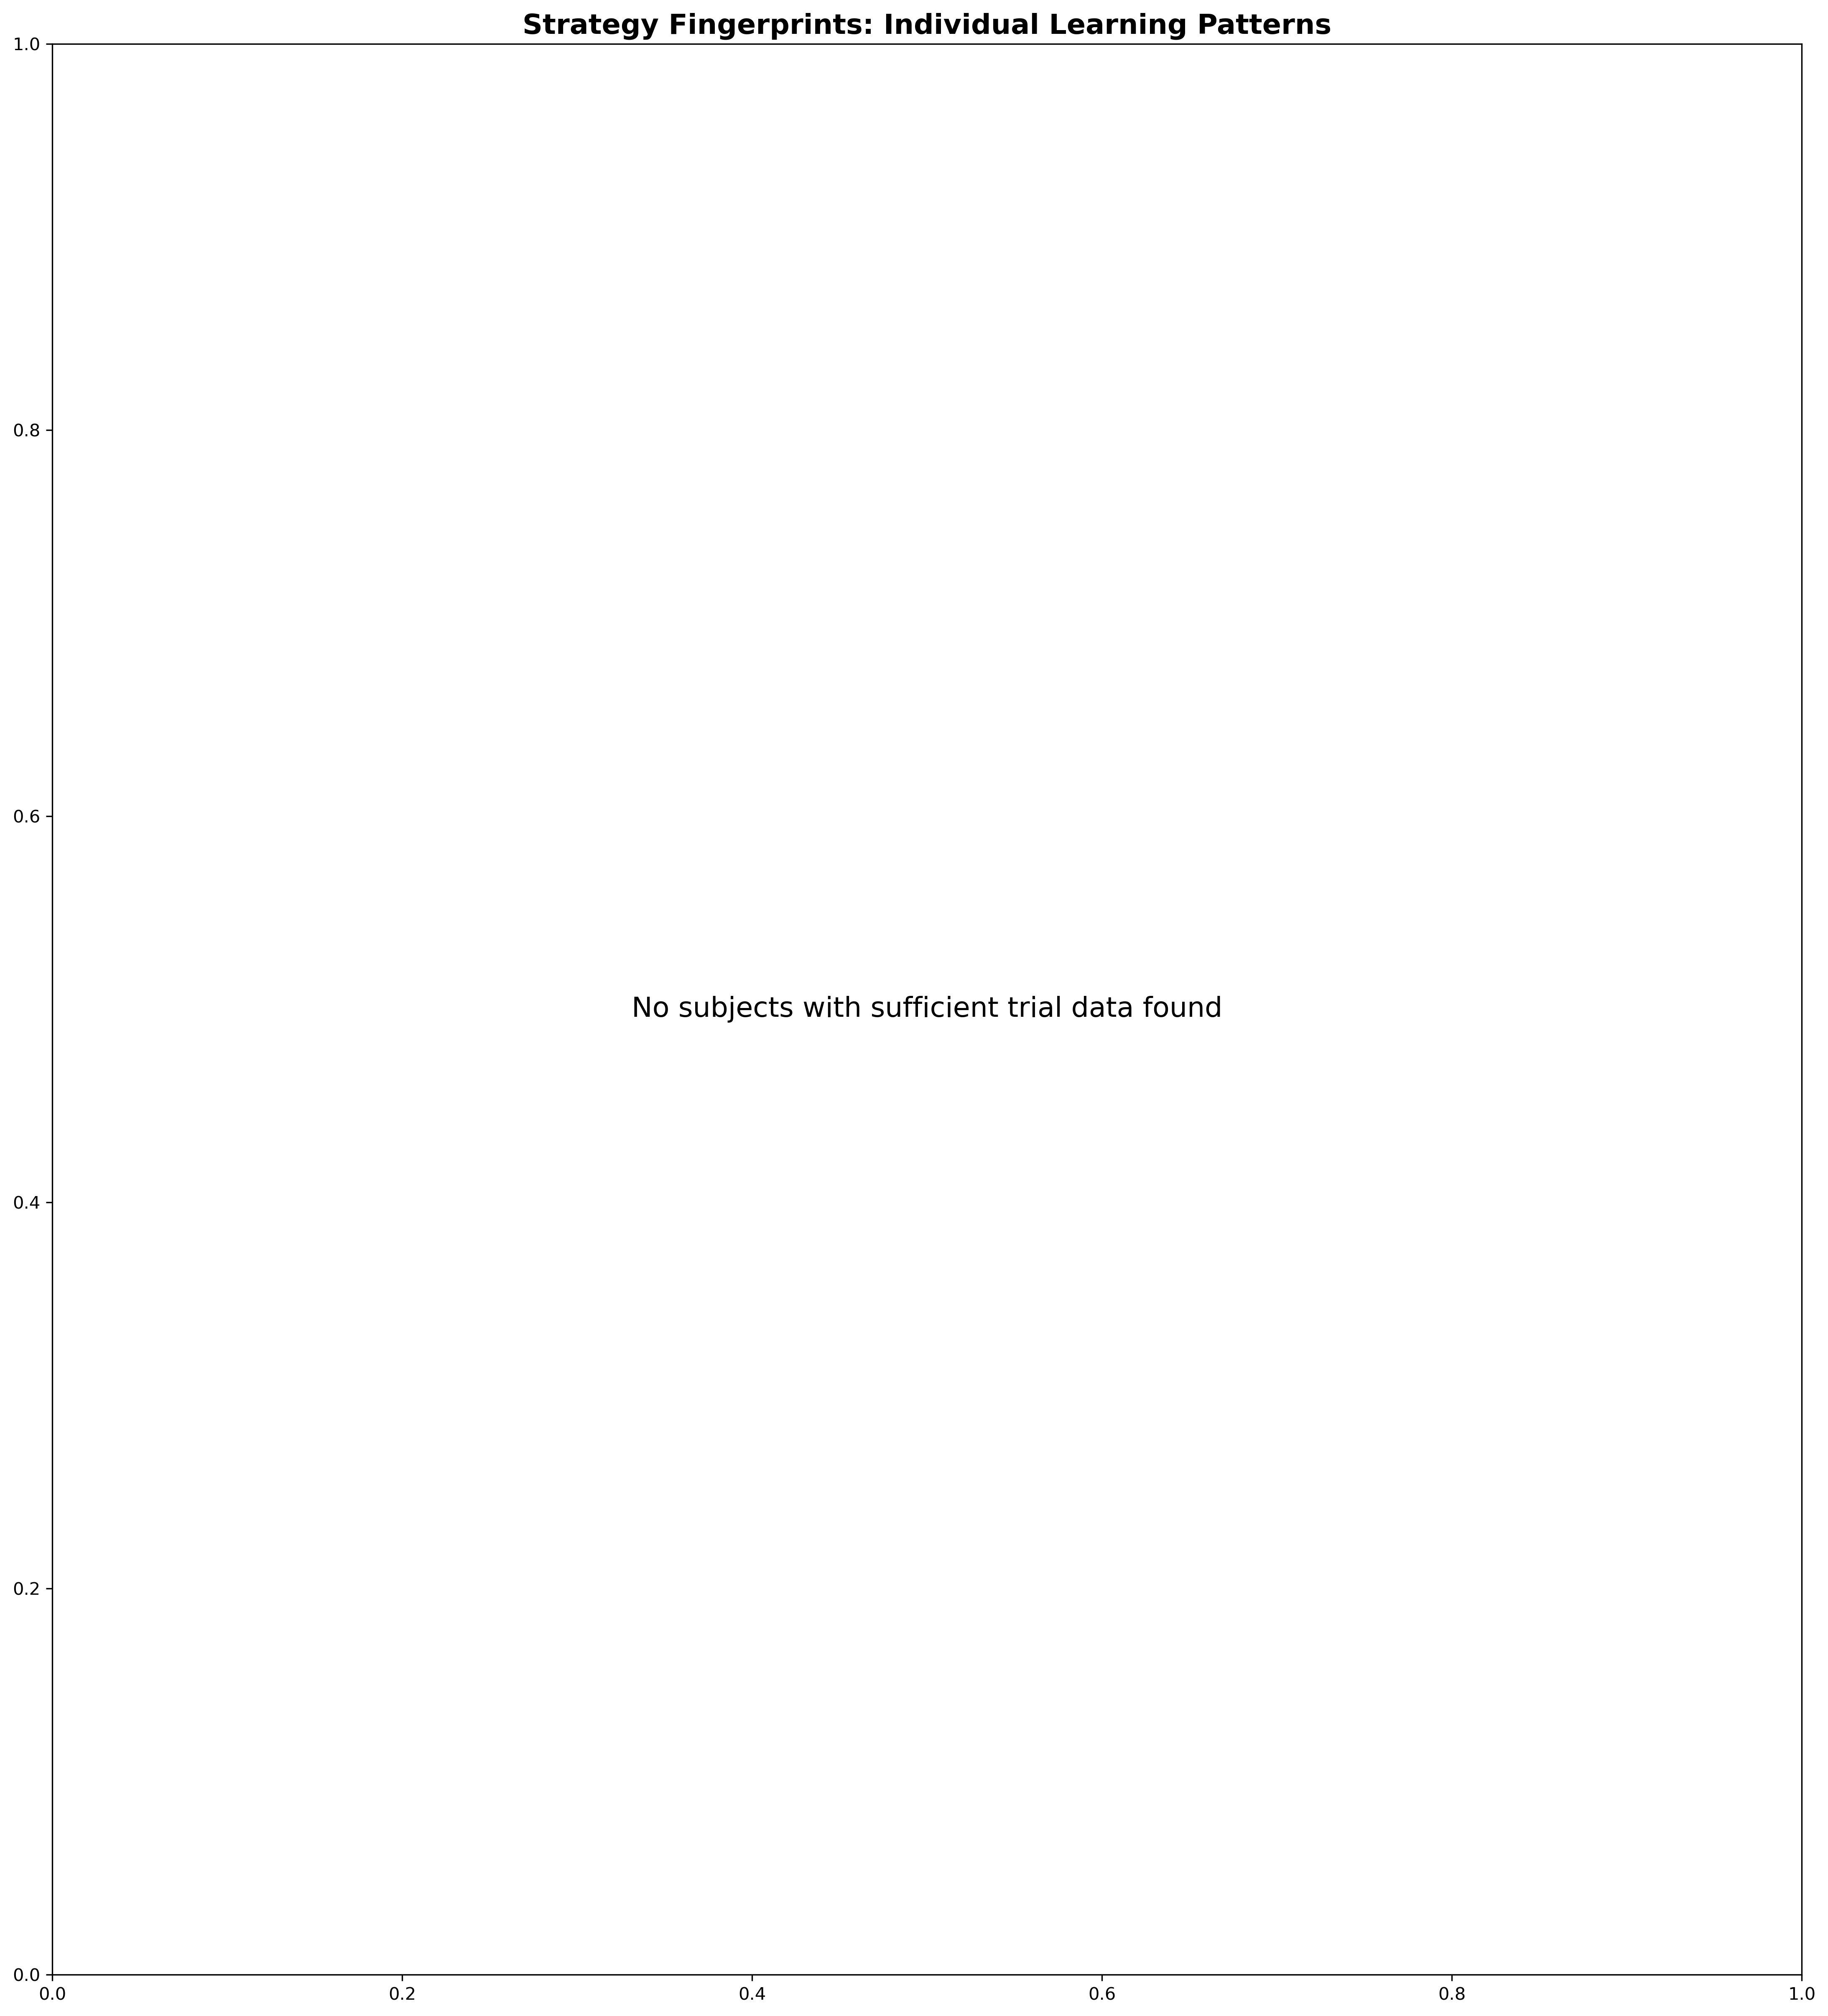 Strategy Fingerprints: Individual Learning Patterns
1.0
0.8
0.6
No subjects with sufficient trial data found
0.4
0.2
0.0
0.0 0.2 0.4 0.6 0.8 1.0